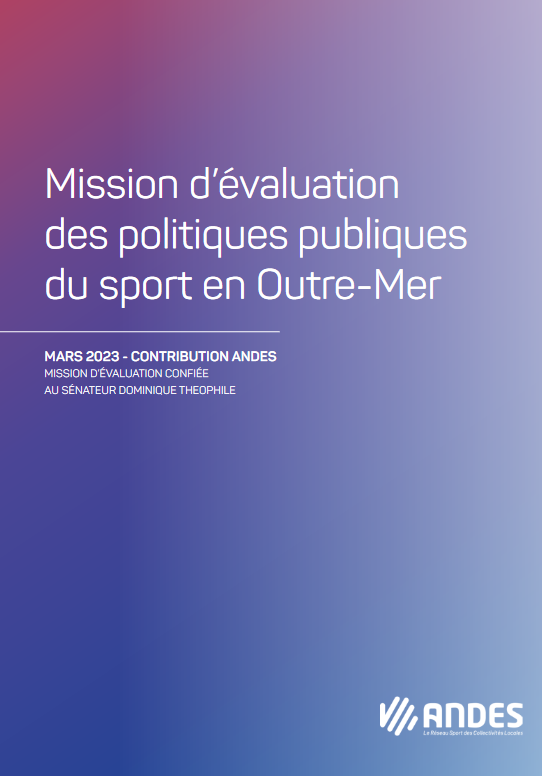 Mission d'évaluation
des politiques publiques
du sport en Outre-Mer
MARS 2023 - CONTRIBUTION ANDES
MISSION D'ÉVALUATION CONFIÉE
AU SÉNATEUR DOMINIQUE THEOPHILE
ANDES
Le Réseau Sport des Collectivités Locales